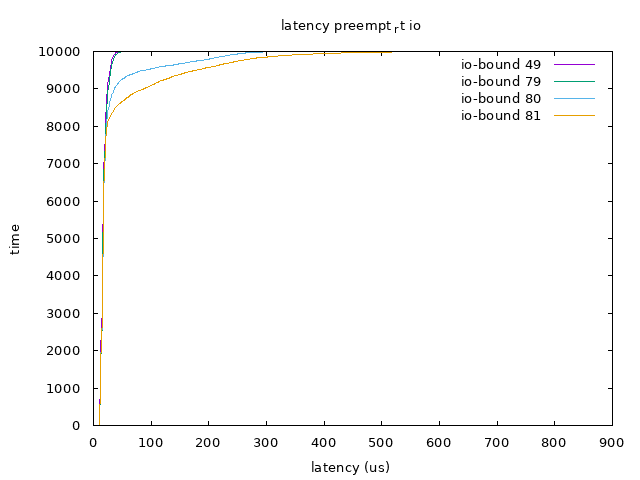 latency preempt rt io
io-bound 49
io-bound 79
io-bound 80
io-bound 81
10000
9000
8000
7000
6000
5000
4000
3000
2000
1000
0
time
0 100 200 300 400 500 600 700 800 900
latency (us)